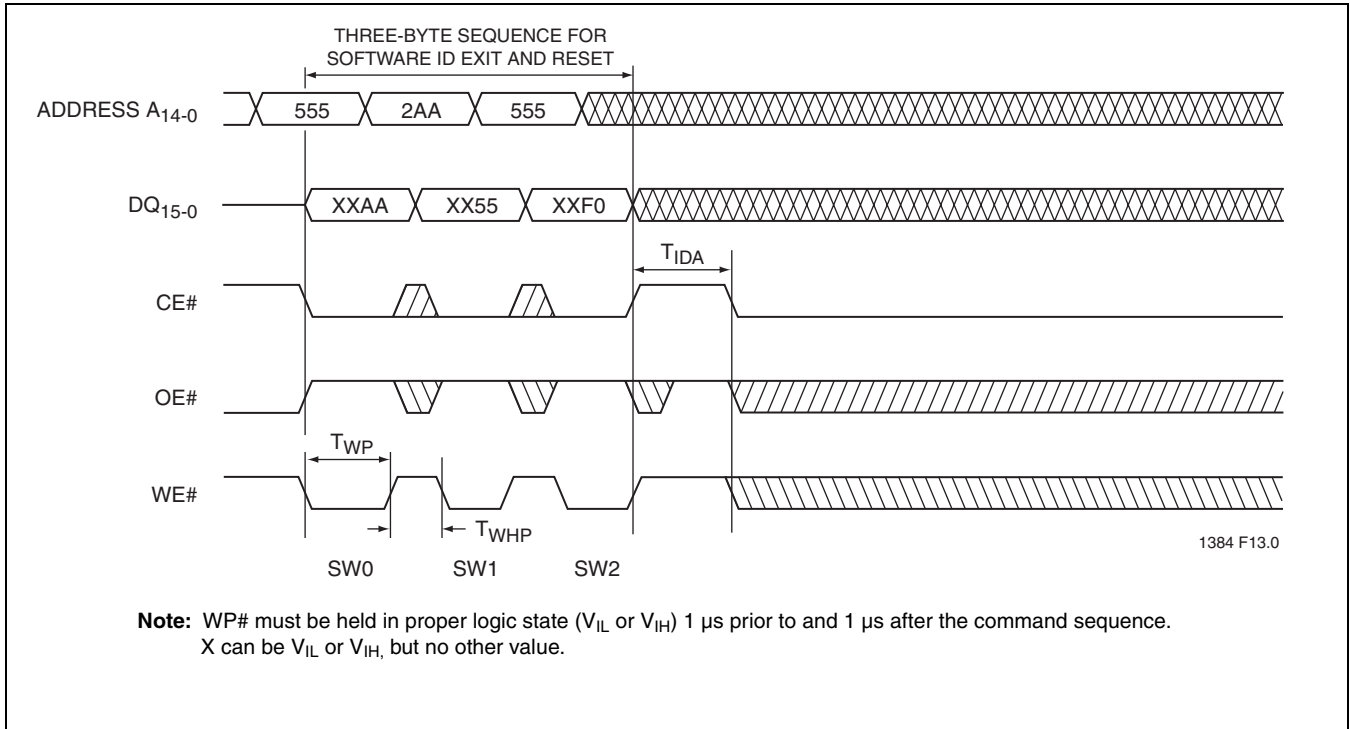 THREE-BYTE SEQUENCE FOR
SOFTWARE ID EXIT AND RESET
ADDRESS A14-0
555 2AA 555
DQ15-0
XXAA XX55 XXF0
TIDA
CE#
OE#
TWP
WE#
TWHP
1384 F13.0
SW0 SW1 SW2
Note: WP# must be held in proper logic state (VIL or VIH) 1 µs prior to and 1 µs after the command sequence.
X can be VIL or VIH, but no other value.